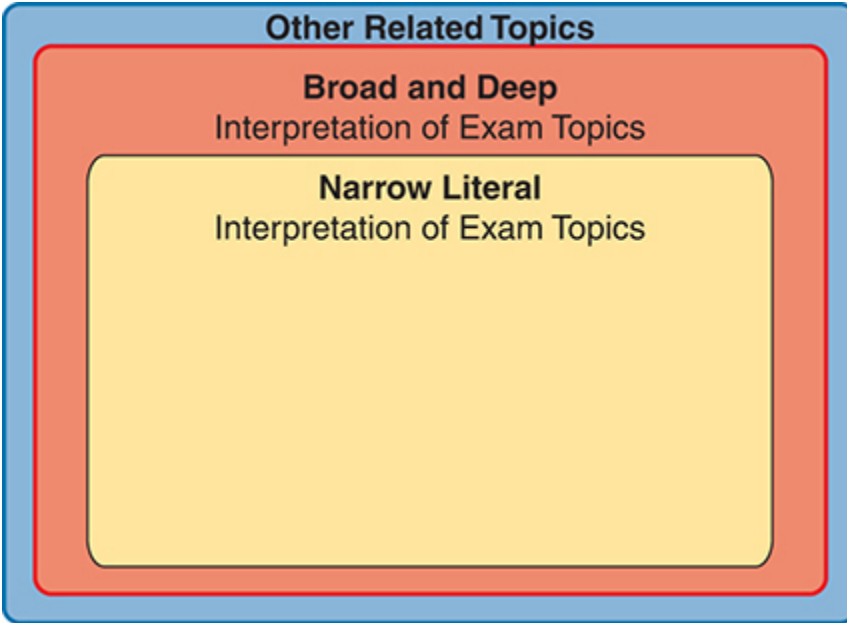 Other Related Topics
Broad and Deep
Interpretation of Exam Topics
Narrow Literal
Interpretation of Exam Topics